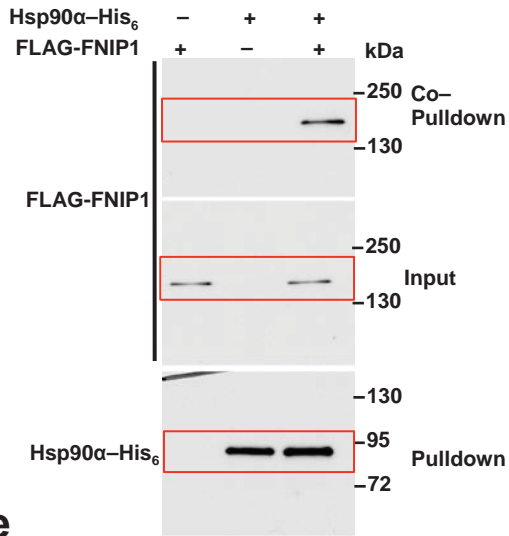 Hsp90α–His₆ – + +
FLAG-FNIP1 + – + kDa
250 Co–
Pulldown
130
FLAG-FNIP1
250
Input
130
130
95
Hsp90α–His₆ Pulldown
72
e